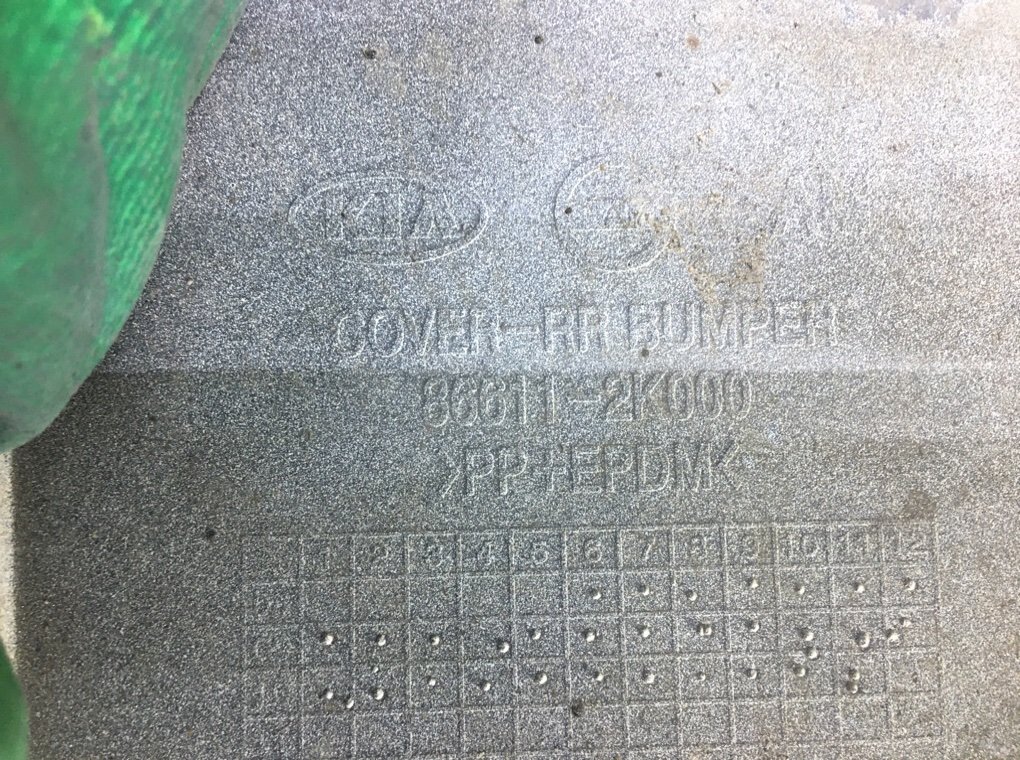 KIA
COVER-RR BUMPER
86611-2K000
>PP+EPDM<
1 2 3 4 5 6 7 8 9 10 11 12